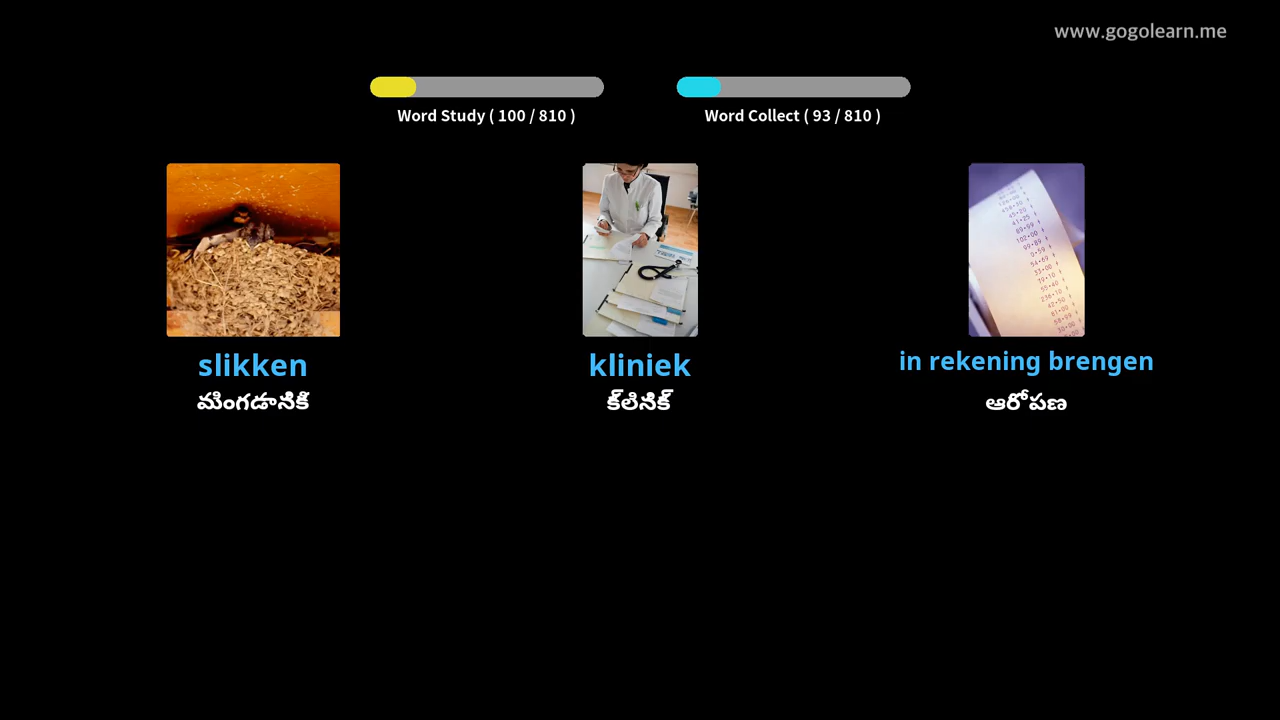 www.gogolearn.me
Word Study ( 100 / 810 )
Word Collect ( 93 / 810 )
slikken
kliniek
in rekening brengen
మింగడానికి
క్లినిక్
ఆరోపణ